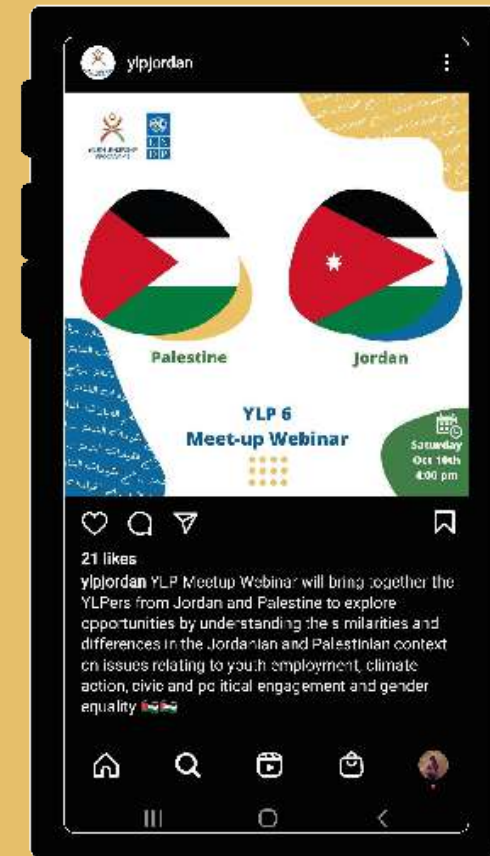 ylpjordan
YOUTH LEADERSHIP
PROGRAMME
U N
D P
Palestine
Jordan
YLP 6
Meet-up Webinar
Saturday
Oct 10th
4:00 pm
21 likes
ylpjordan YLP Meetup Webinar will bring together the
YLPers from Jordan and Palestine to explore
opportunities by understanding the similarities and
differences in the Jordanian and Palestinian context
on issues relating to youth employment, climate
action, civic and political engagement and gender
equality 🇯🇴🇵🇸